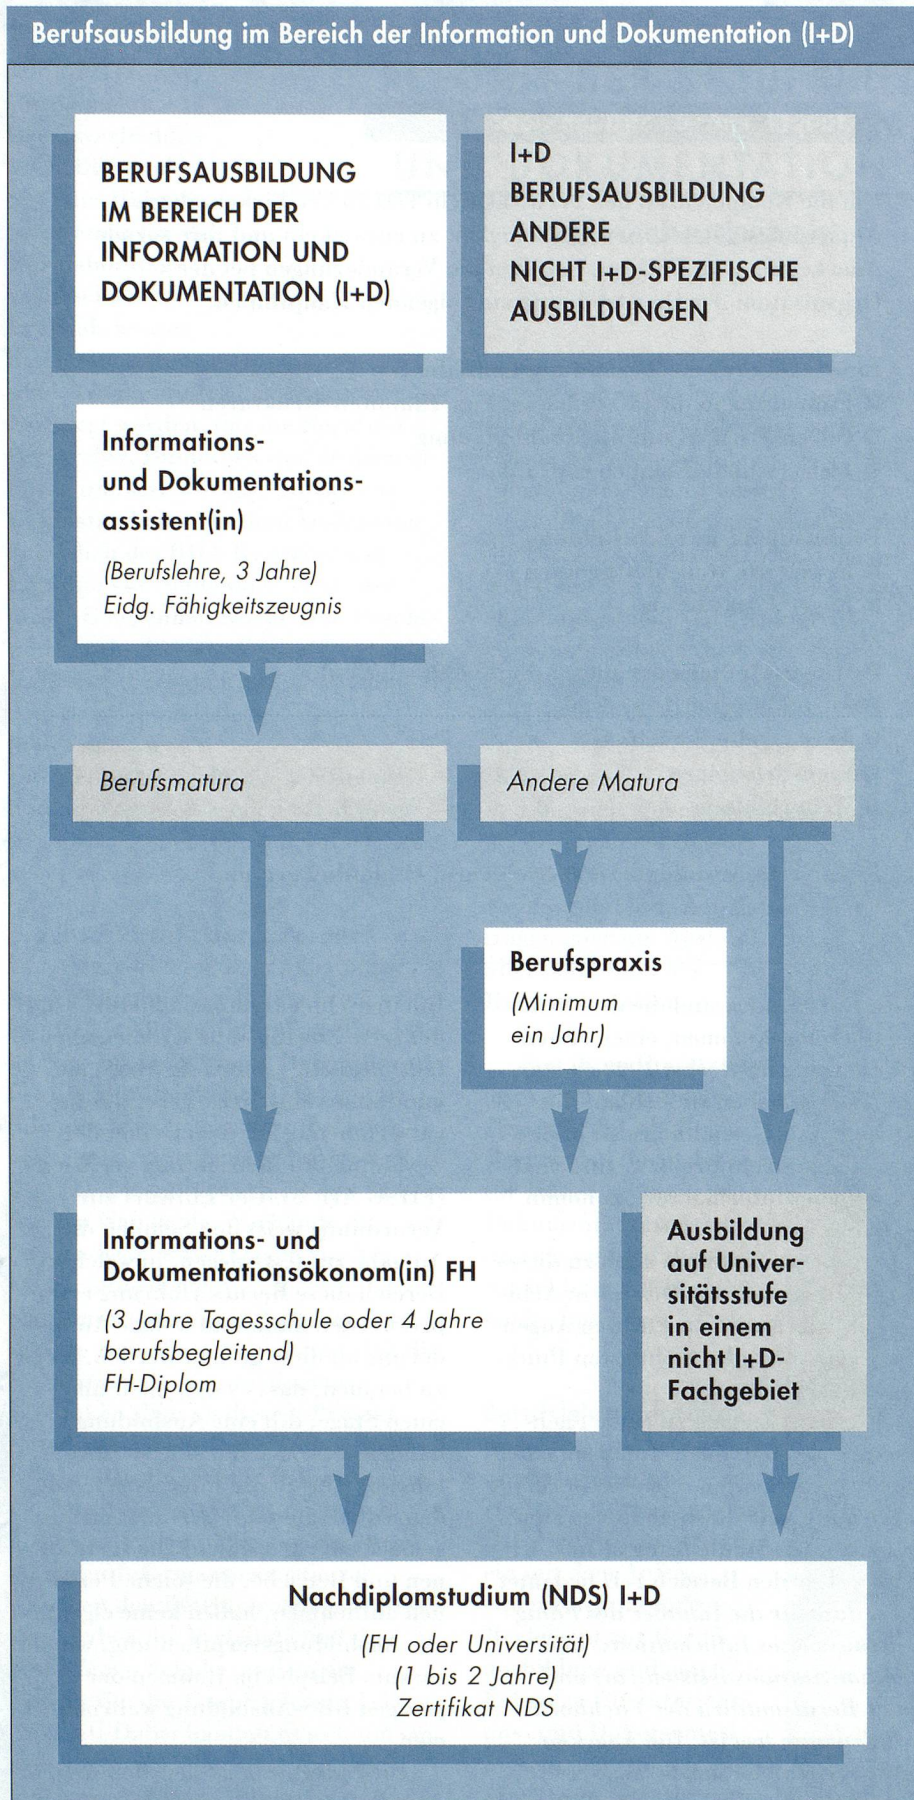 Berufsausbildung im Bereich der Information und Dokumentation (I+D)
BERUFSAUSBILDUNG
IM BEREICH DER
INFORMATION UND
DOKUMENTATION (I+D)
I+D
BERUFSAUSBILDUNG
ANDERE
NICHT I+D-SPEZIFISCHE
AUSBILDUNGEN
Informations-
und Dokumentations-
assistent(in)
(Berufslehre, 3 Jahre)
Eidg. Fähigkeitszeugnis
Berufsmatura
Andere Matura
Berufspraxis
(Minimum
ein Jahr)
Informations- und
Dokumentationsökonom(in) FH
(3 Jahre Tagesschule oder 4 Jahre
berufsbegleitend)
FH-Diplom
Ausbildung
auf Univer-
sitätsstufe
in einem
nicht I+D-
Fachgebiet
Nachdiplomstudium (NDS) I+D
(FH oder Universität)
(1 bis 2 Jahre)
Zertifikat NDS